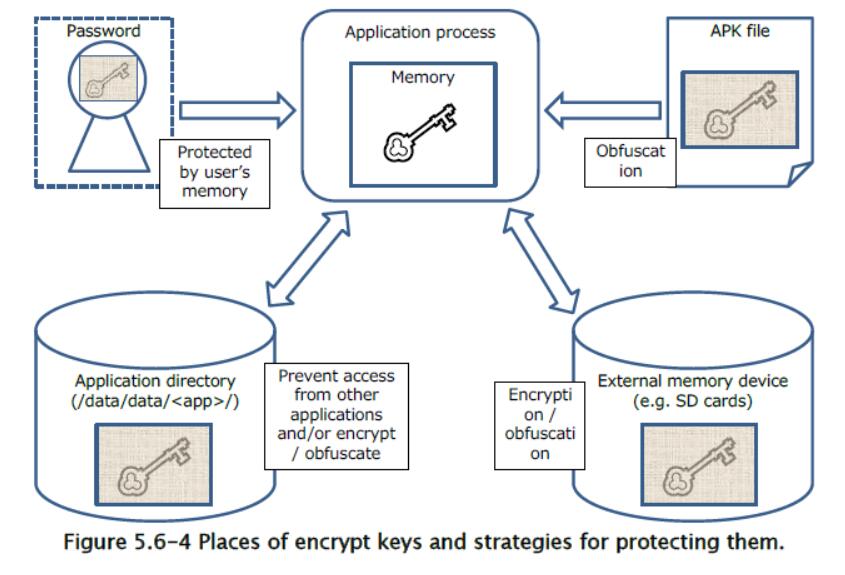 Password
Application process
APK file
Memory
Protected
by user's
memory
Obfuscat
ion
Application directory
(/data/data/<app>/)
Prevent access
from other
applications
and/or encrypt
/ obfuscate
Encrypti
on /
obfuscati
on
External memory device
(e.g. SD cards)
Figure 5.6-4 Places of encrypt keys and strategies for protecting them.